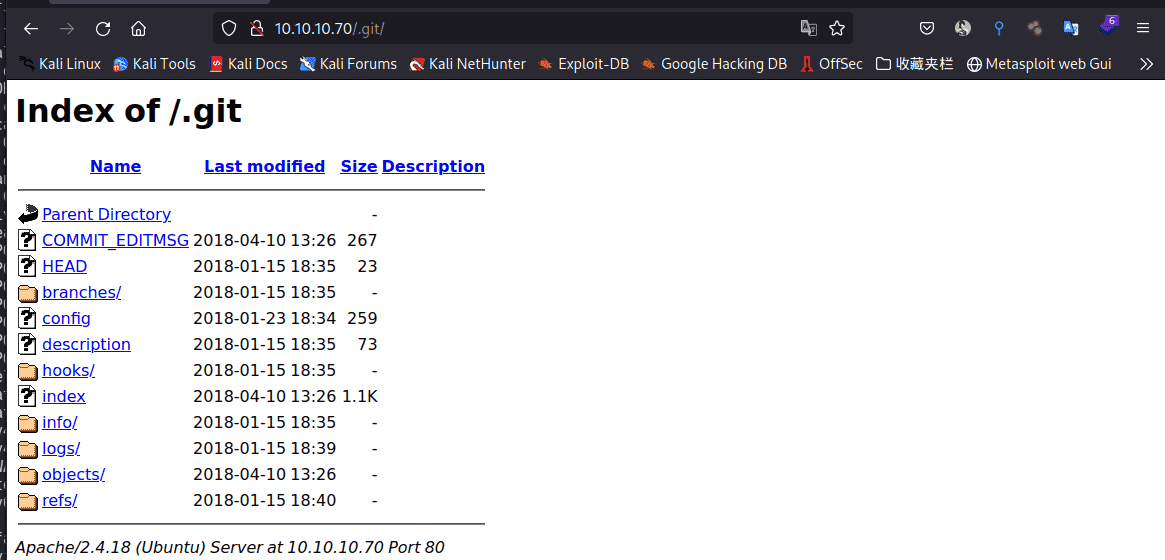 10.10.10.70/.git/
6
Kali Linux Kali Tools Kali Docs Kali Forums Kali NetHunter Exploit-DB Google Hacking DB OffSec 收藏夹栏 Metasploit web Gui
Index of /.git
Name Last modified Size Description
Parent Directory -
COMMIT_EDITMSG 2018-04-10 13:26 267
HEAD 2018-01-15 18:35 23
branches/ 2018-01-15 18:35 -
config 2018-01-23 18:34 259
description 2018-01-15 18:35 73
hooks/ 2018-01-15 18:35 -
index 2018-04-10 13:26 1.1K
info/ 2018-01-15 18:35 -
logs/ 2018-01-15 18:39 -
objects/ 2018-04-10 13:26 -
refs/ 2018-01-15 18:40 -
Apache/2.4.18 (Ubuntu) Server at 10.10.10.70 Port 80